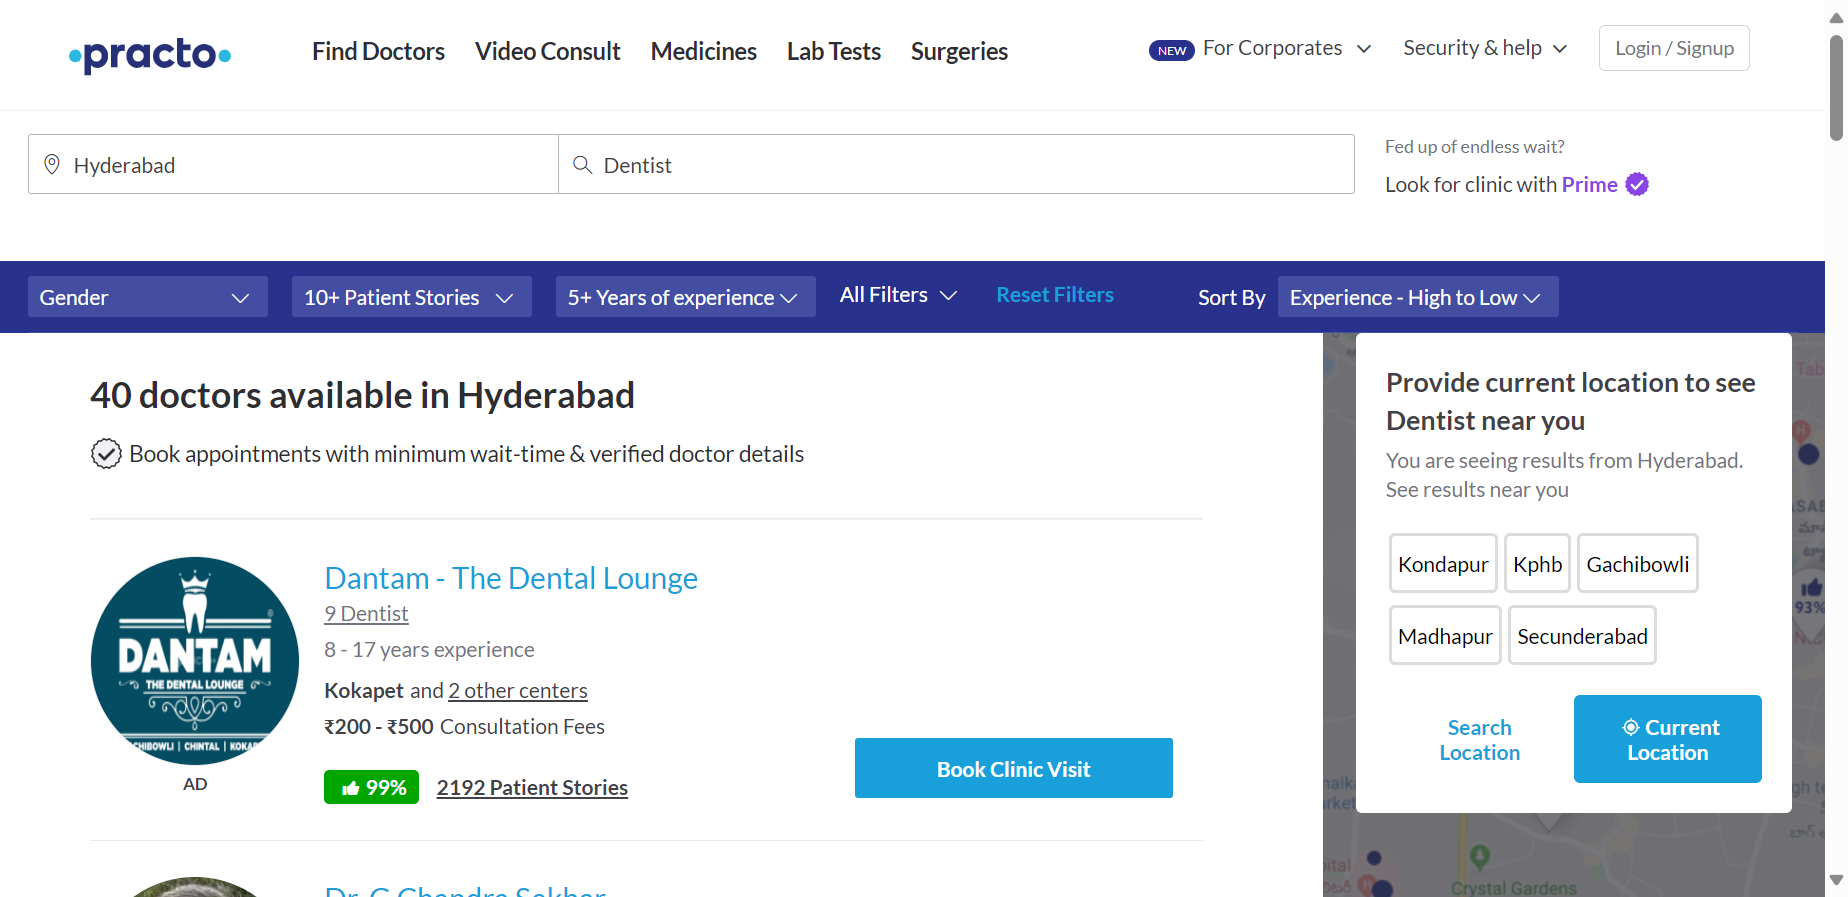 practo
Find Doctors
Video Consult
Medicines
Lab Tests
Surgeries
NEW For Corporates
Security & help
Login / Signup
Hyderabad
Dentist
Fed up of endless wait?
Look for clinic with Prime
Gender
10+ Patient Stories
5+ Years of experience
All Filters
Reset Filters
Sort By
Experience - High to Low
40 doctors available in Hyderabad
Book appointments with minimum wait-time & verified doctor details
DANTAM
THE DENTAL LOUNGE
CHIBOWLI | CHINTAL | KOKAP
AD
Dantam - The Dental Lounge
9 Dentist
8 - 17 years experience
Kokapet and 2 other centers
₹200 - ₹500 Consultation Fees
99%
2192 Patient Stories
Book Clinic Visit
Dr. G Chandra Sekhar
Provide current location to see
Dentist near you
You are seeing results from Hyderabad.
See results near you
Kondapur
Kphb
Gachibowli
Madhapur
Secunderabad
Search
Location
Current
Location
93%
Crystal Gardens